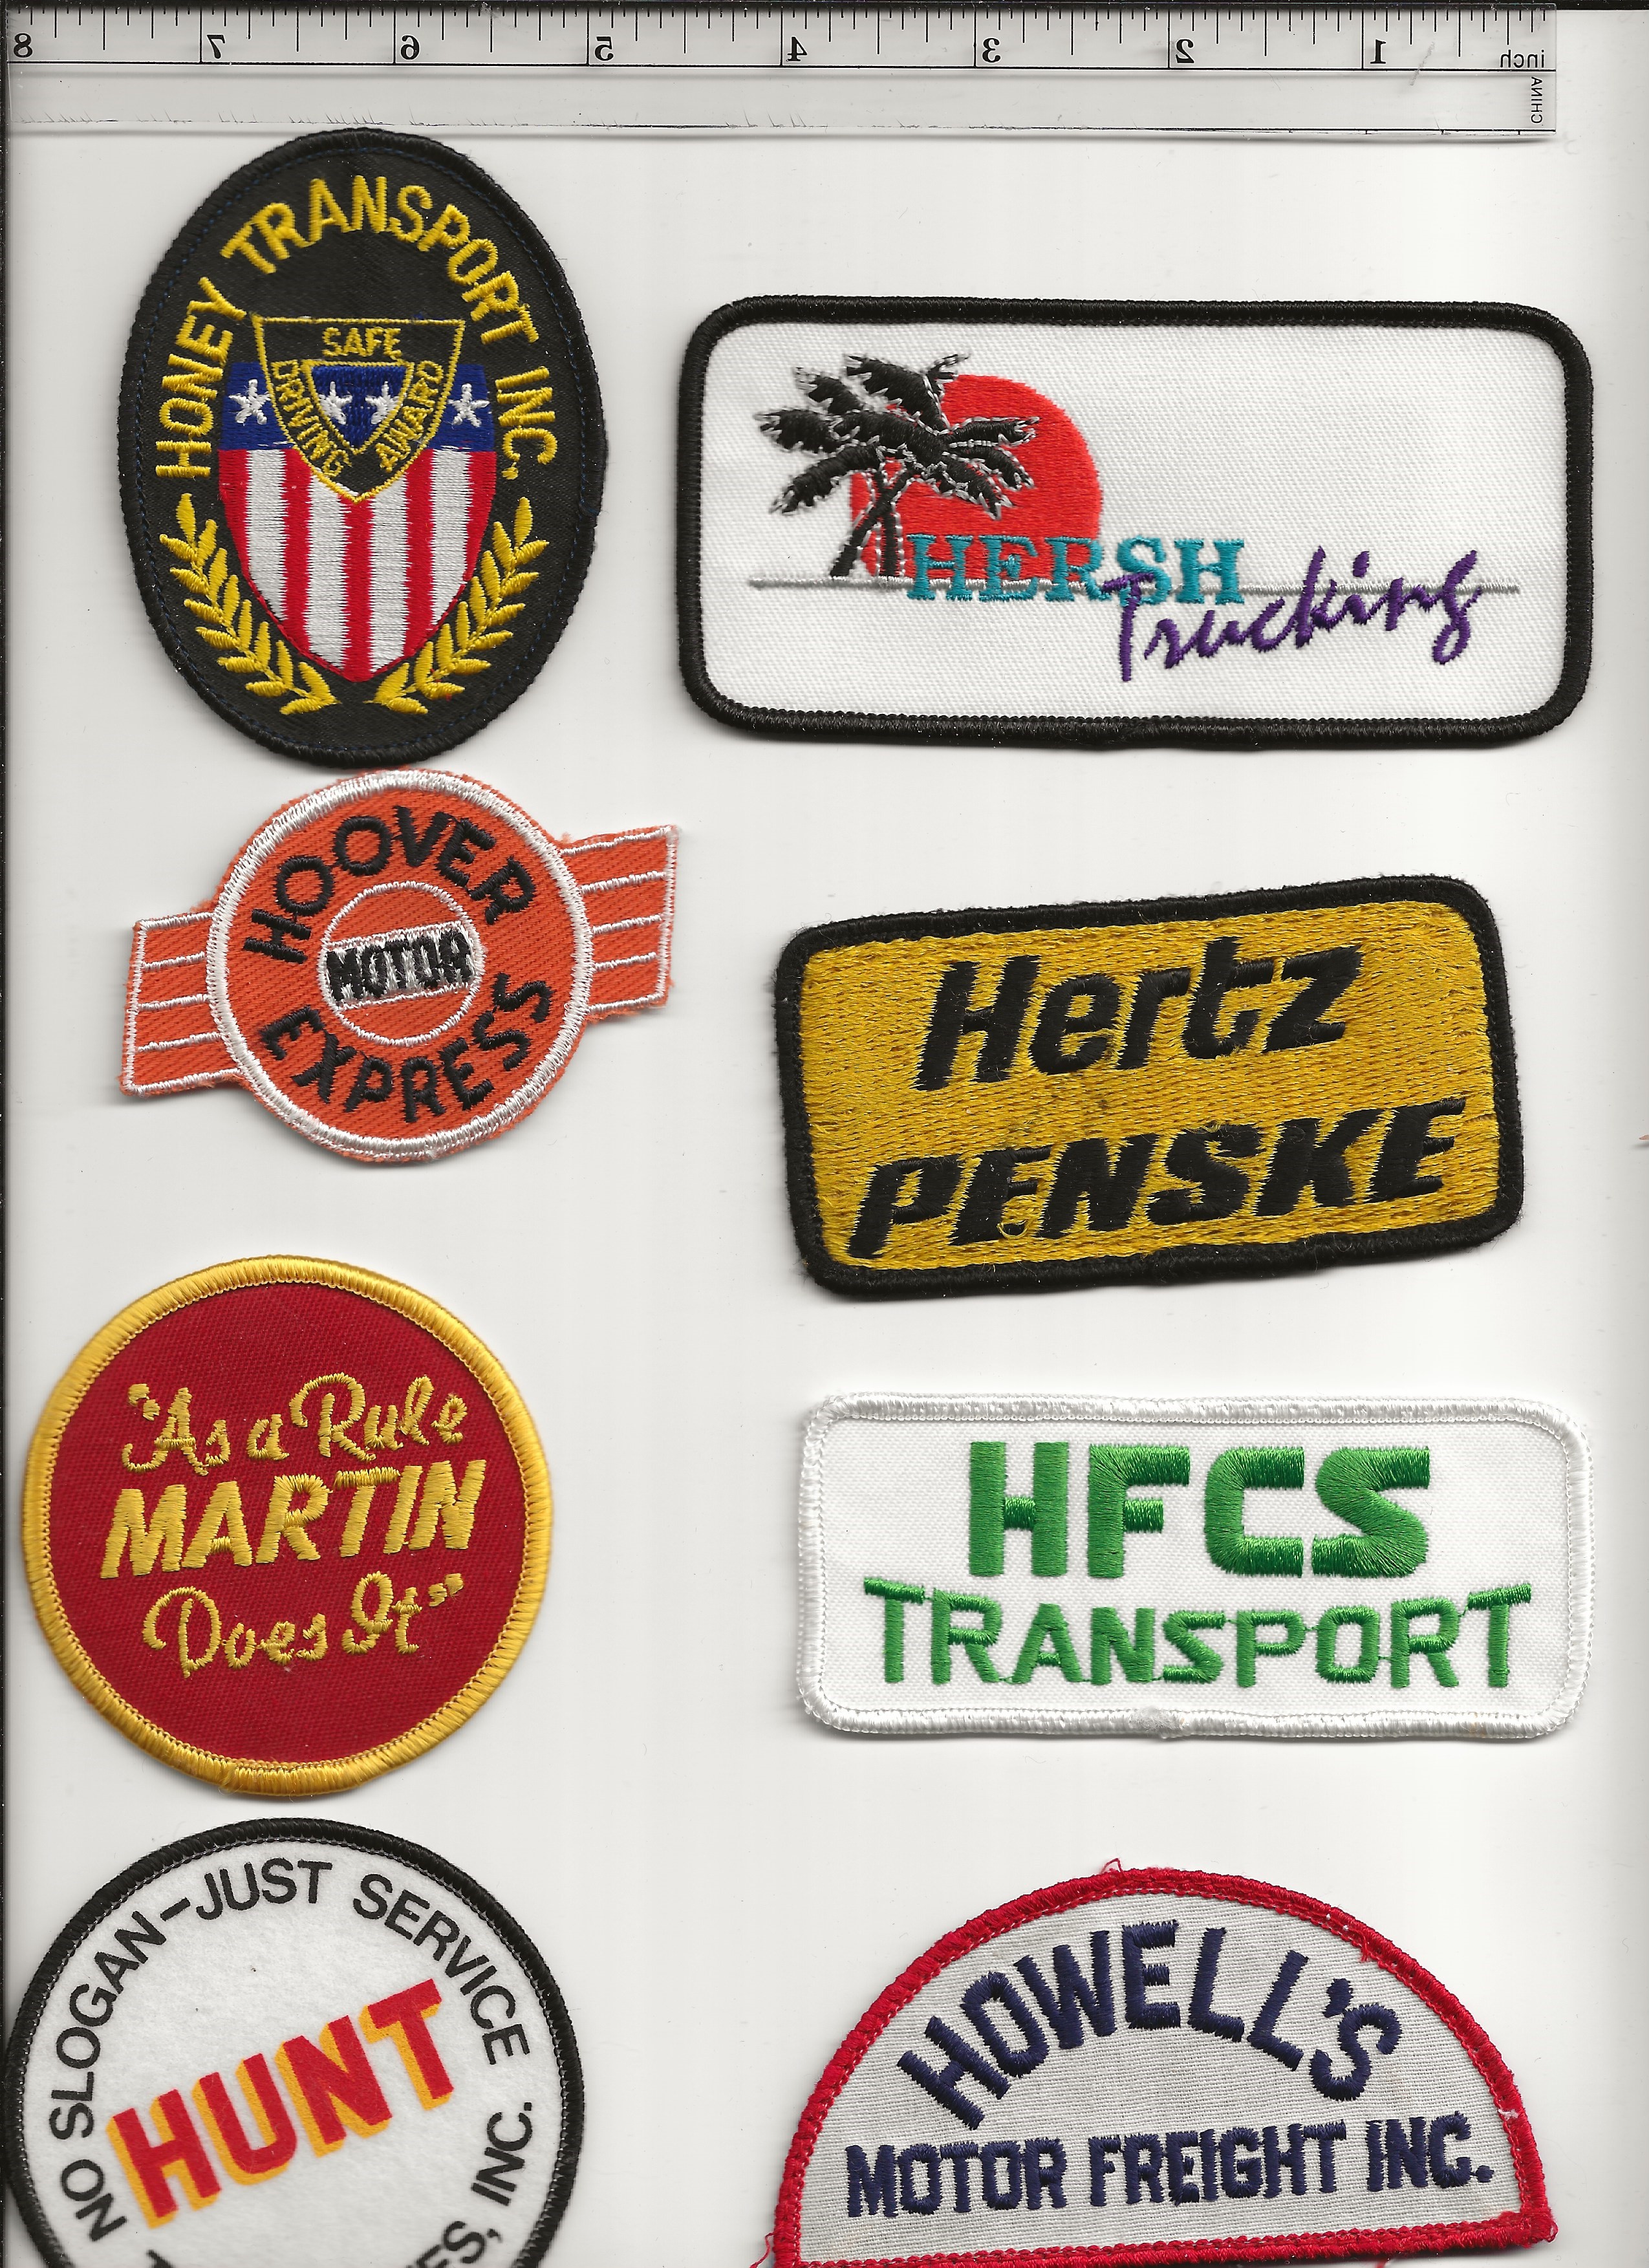 8 7 6 5 4 3 2 1 inch
CHINA
HONEY TRANSPORT INC.
SAFE
DRIVING AWARD
HERSH
Trucking
HOOVER
MOTOR
EXPRESS
Hertz
PENSKE
"As a Rule
MARTIN
Does It"
HFCS
TRANSPORT
NO SLOGAN-JUST SERVICE
HUNT
INC.
HOWELL'S
MOTOR FREIGHT INC.